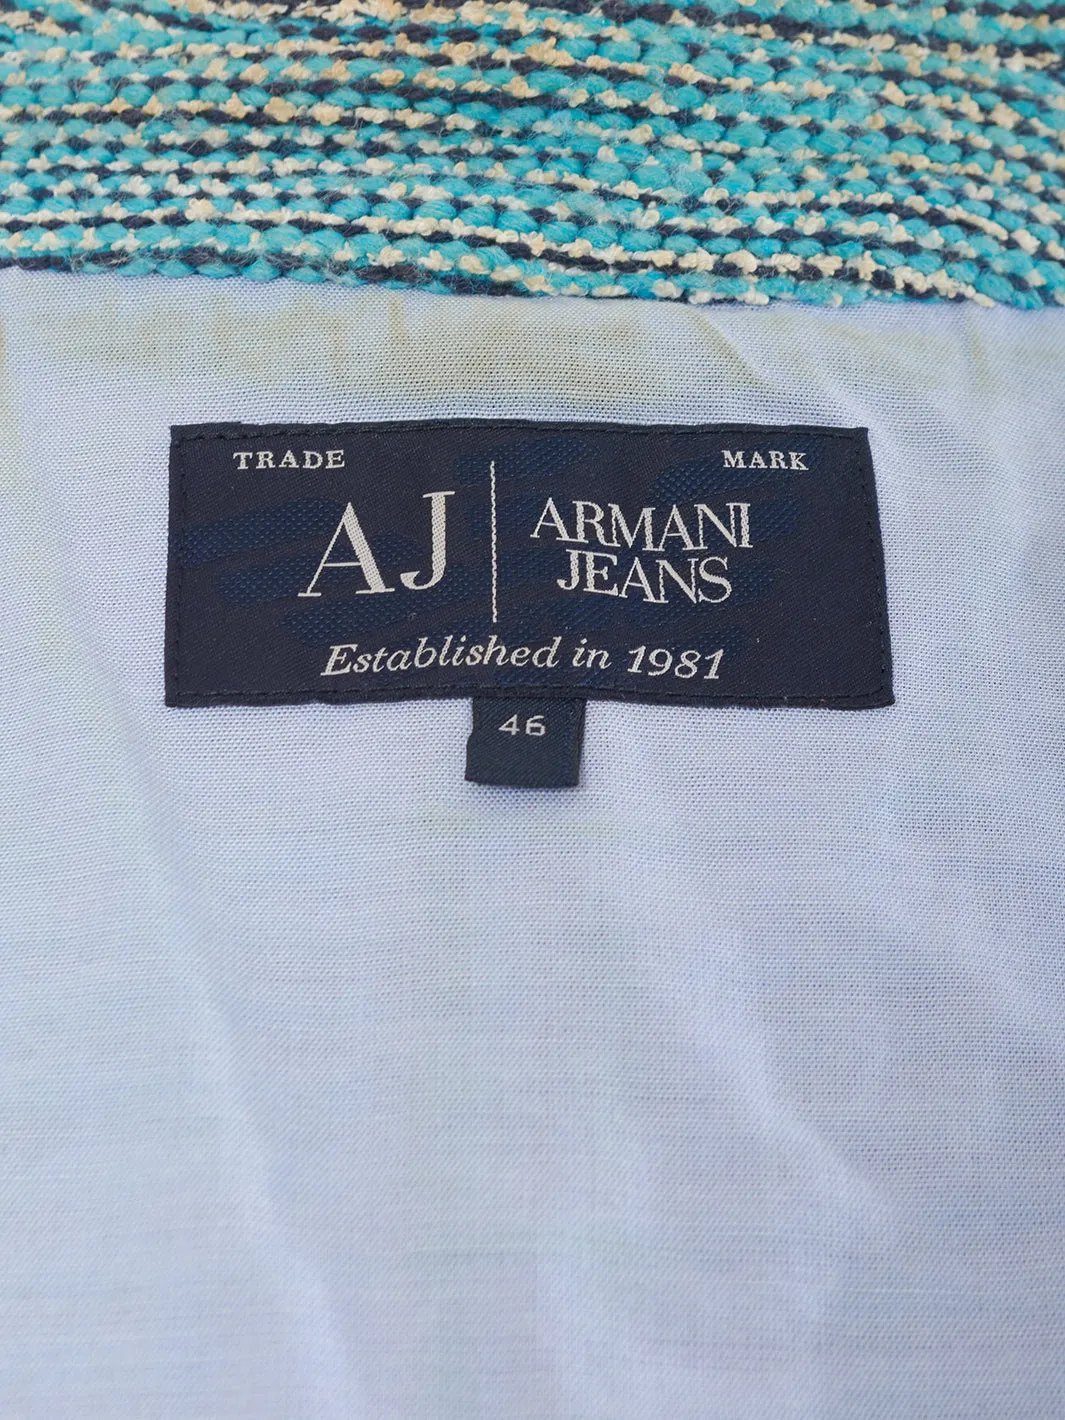 TRADE MARK
AJ ARMANI
JEANS
Established in 1981
46